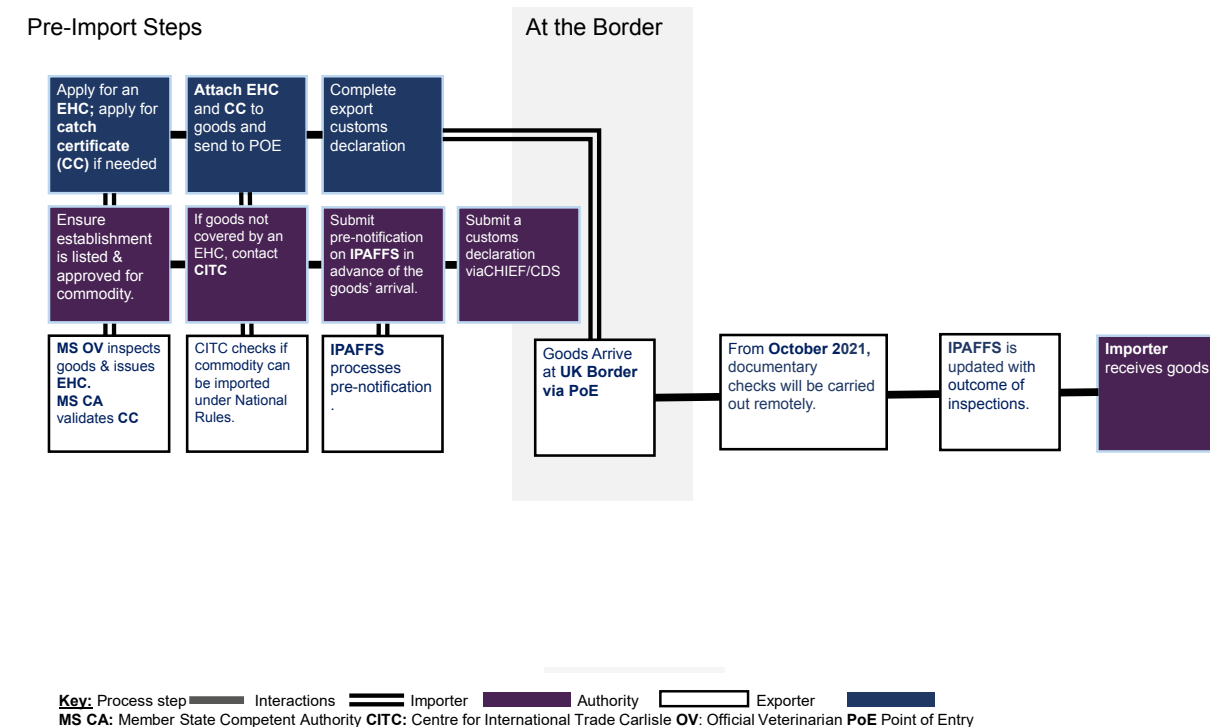 Pre-Import Steps
At the Border
Apply for an
EHC; apply for
catch
certificate
(CC) if needed
Attach EHC
and CC to
goods and
send to POE
Complete
export
customs
declaration
Ensure
establishment
is listed &
approved for
commodity.
If goods not
covered by an
EHC, contact
CITC
Submit
pre-notification
on IPAFFS in
advance of the
goods' arrival.
Submit a
customs
declaration
viaCHIEF/CDS
MS OV inspects
goods & issues
EHC.
MS CA
validates CC
CITC checks if
commodity can
be imported
under National
Rules.
IPAFFS
processes
pre-notification
.
Goods Arrive
at UK Border
via PoE
From October 2021,
documentary
checks will be carried
out remotely.
IPAFFS is
updated with
outcome of
inspections.
Importer
receives goods
Key: Process step Interactions Importer Authority Exporter
MS CA: Member State Competent Authority CITC: Centre for International Trade Carlisle OV: Official Veterinarian PoE Point of Entry